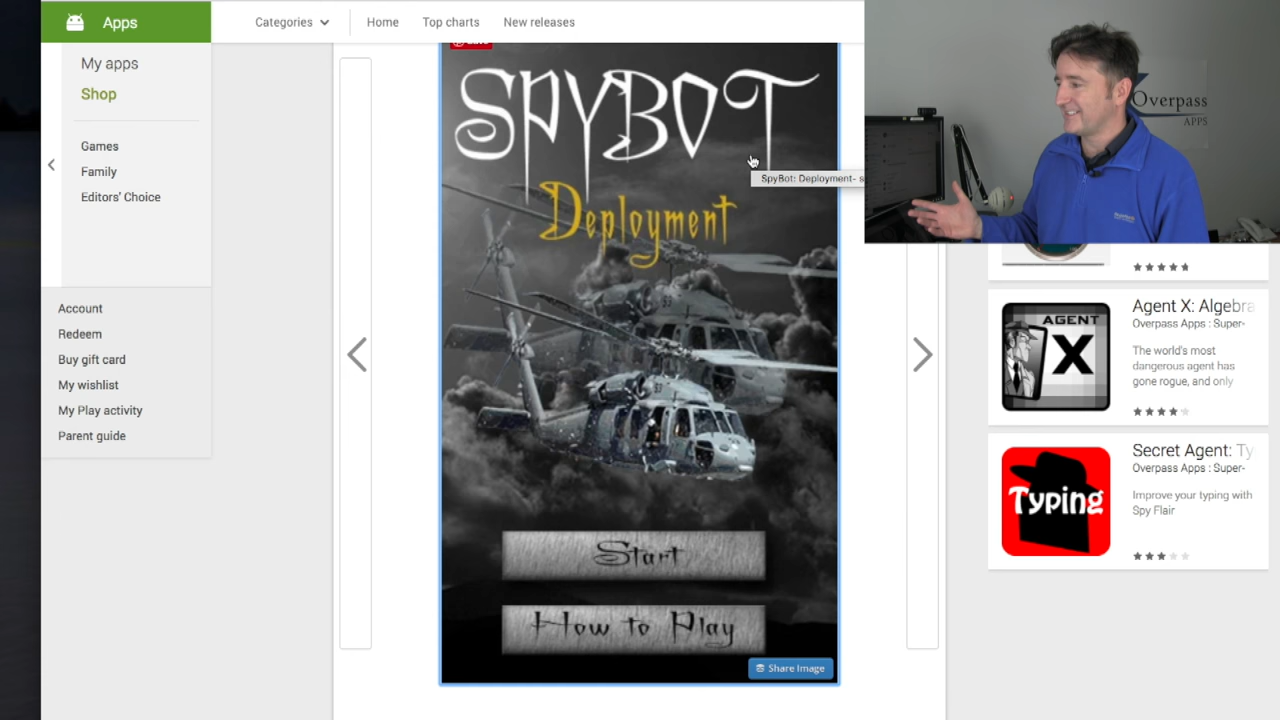 Apps
Categories
Home
Top charts
New releases
My apps
Shop
Games
Family
Editors' Choice
Account
Redeem
Buy gift card
My wishlist
My Play activity
Parent guide
Save
SPYBOT
SpyBot: Deployment- s
Deployment
Start
How to Play
Share Image
Overpass
APPS
AGENT
X
Agent X: Algebra
Overpass Apps : Super-
The world's most
dangerous agent has
gone rogue, and only
Typing
Secret Agent: Ty
Overpass Apps : Super-
Improve your typing with
Spy Flair